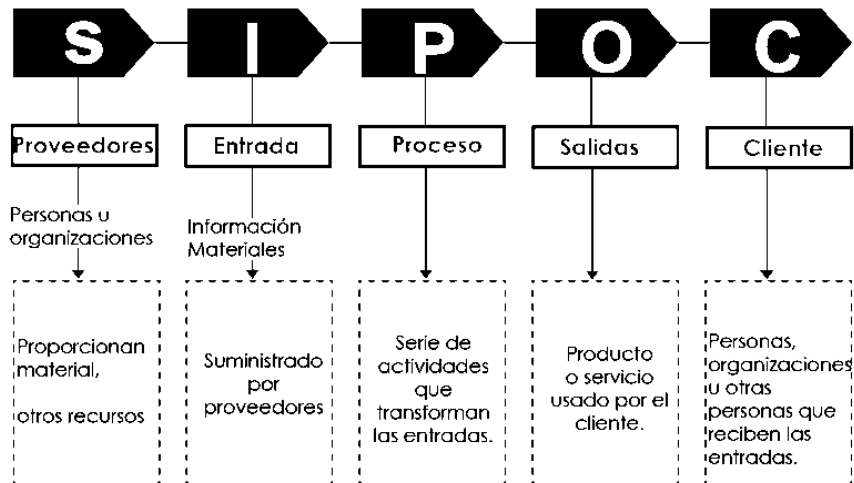 S I P O C
Proveedores
Entrada
Proceso
Salidas
Cliente
Personas u
organizaciones
Información
Materiales
Proporcionan
material,
otros recursos
Suministrado
por
proveedores
Serie de
actividades
que
transforman
las entradas.
Producto
o servicio
usado por el
cliente.
Personas,
organizaciones
u otras
personas que
reciben las
entradas.